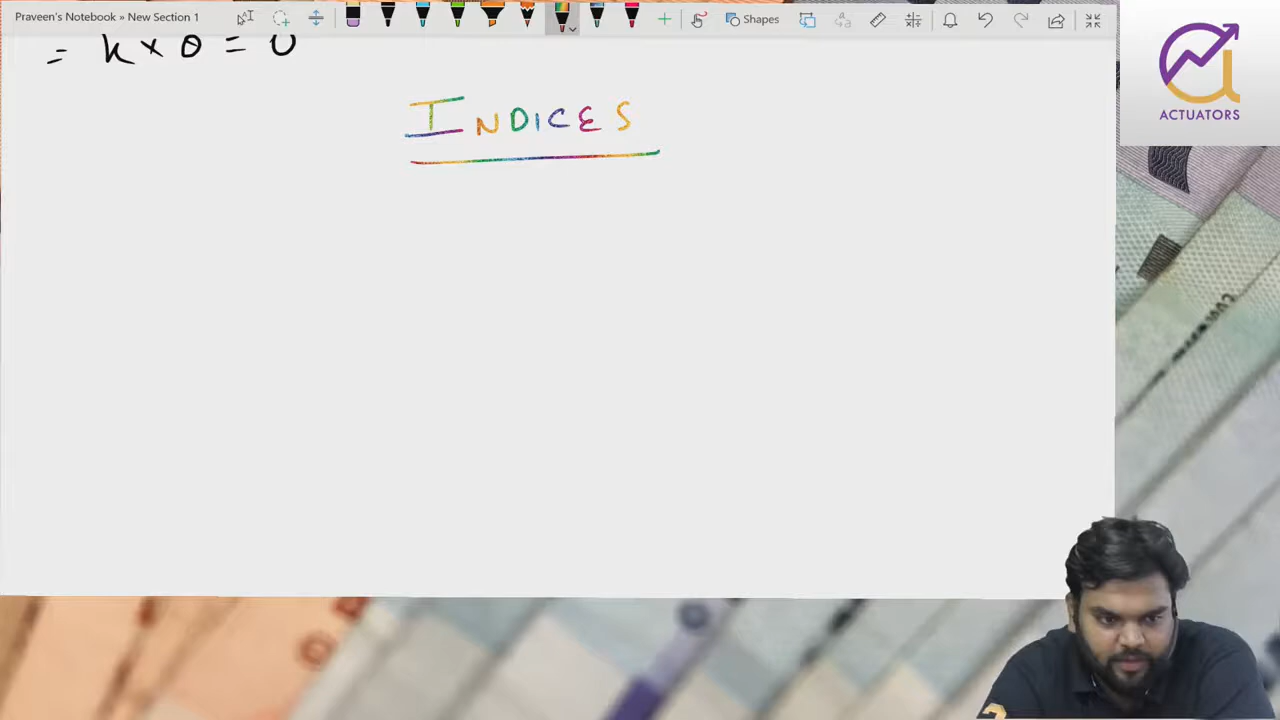 Praveen's Notebook » New Section 1
Shapes
= k × 0 = 0
INDICES
ACTUATORS